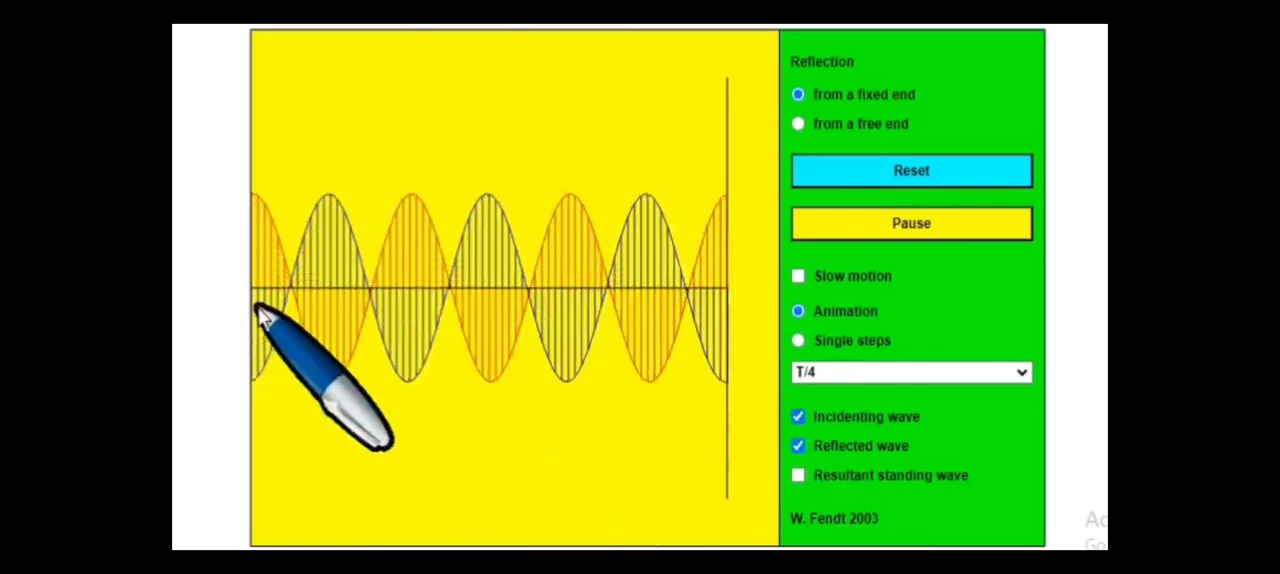 Reflection
from a fixed end
from a free end
Reset
Pause
Slow motion
Animation
Single steps
T/4
Incidenting wave
Reflected wave
Resultant standing wave
W. Fendt 2003